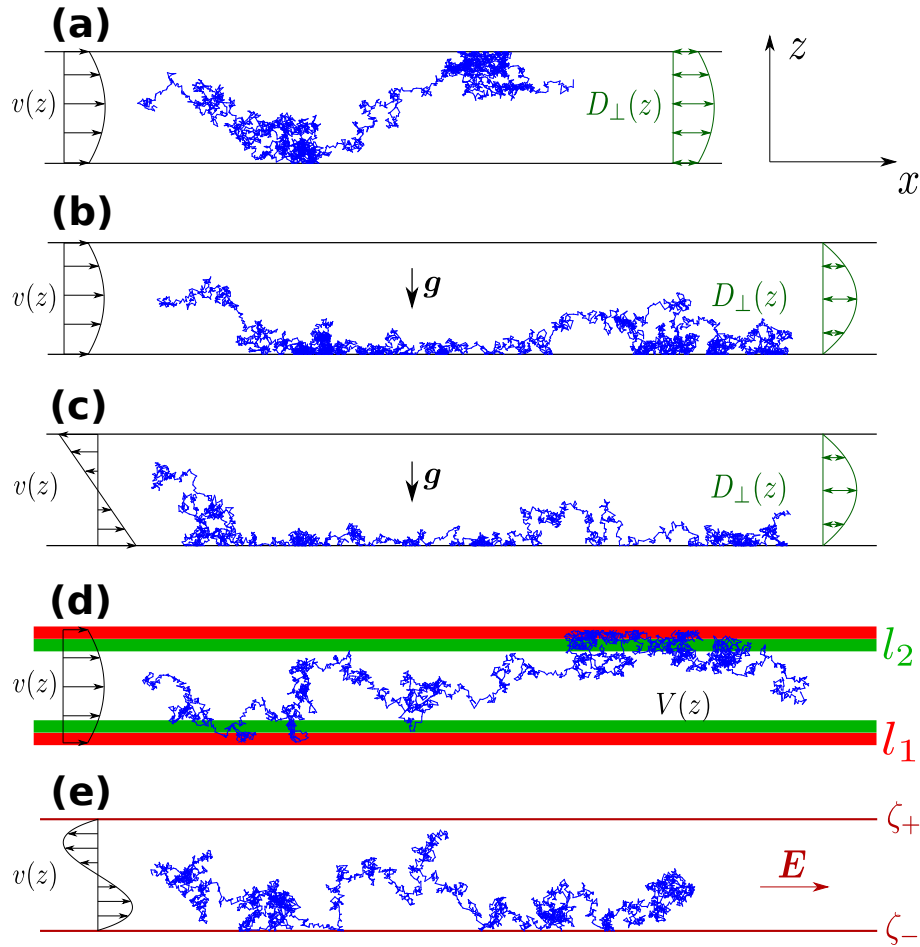 (a)
z
v(z)
D⊥(z)
x
(b)
v(z)
g
D⊥(z)
(c)
v(z)
g
D⊥(z)
(d)
l₂
v(z)
V(z)
l₁
(e)
ζ₊
v(z)
E
ζ₋